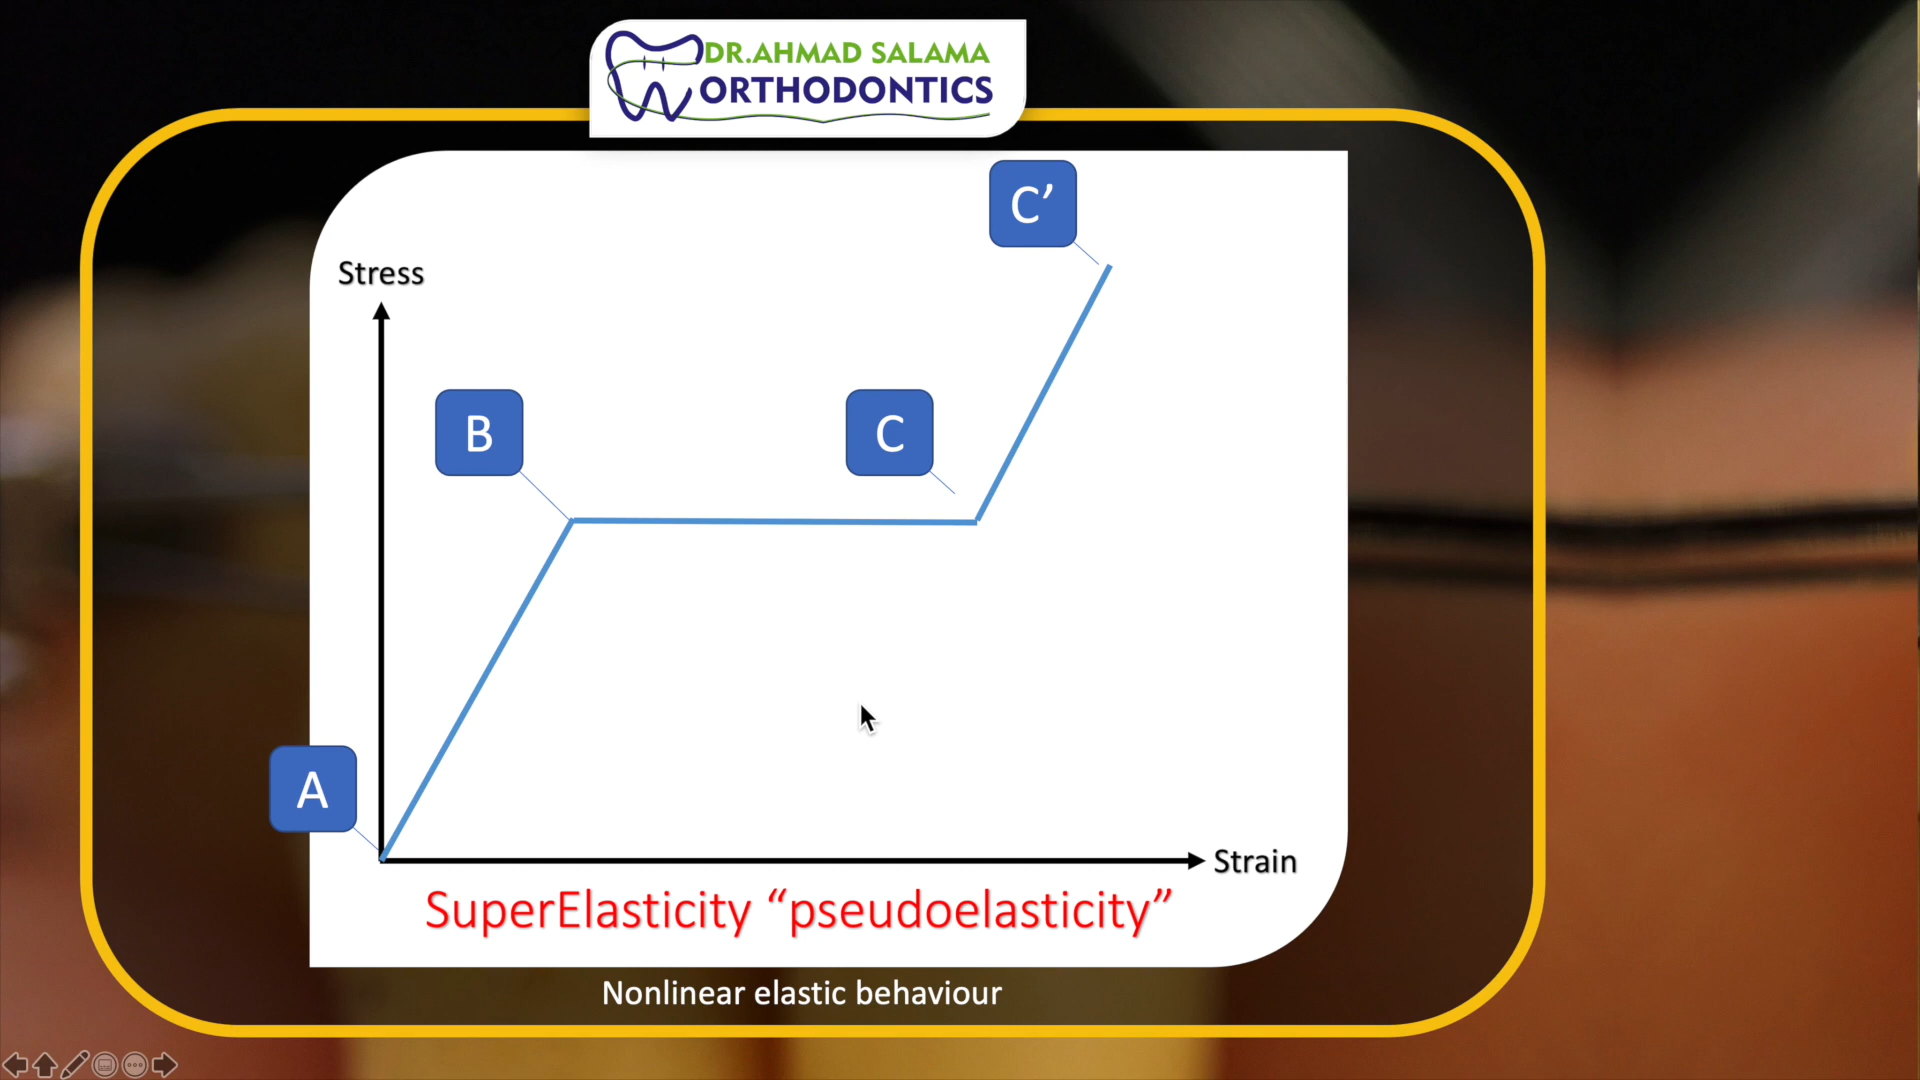 DR.AHMAD SALAMA
ORTHODONTICS
C’
Stress
B
C
A
Strain
SuperElasticity “pseudoelasticity”
Nonlinear elastic behaviour